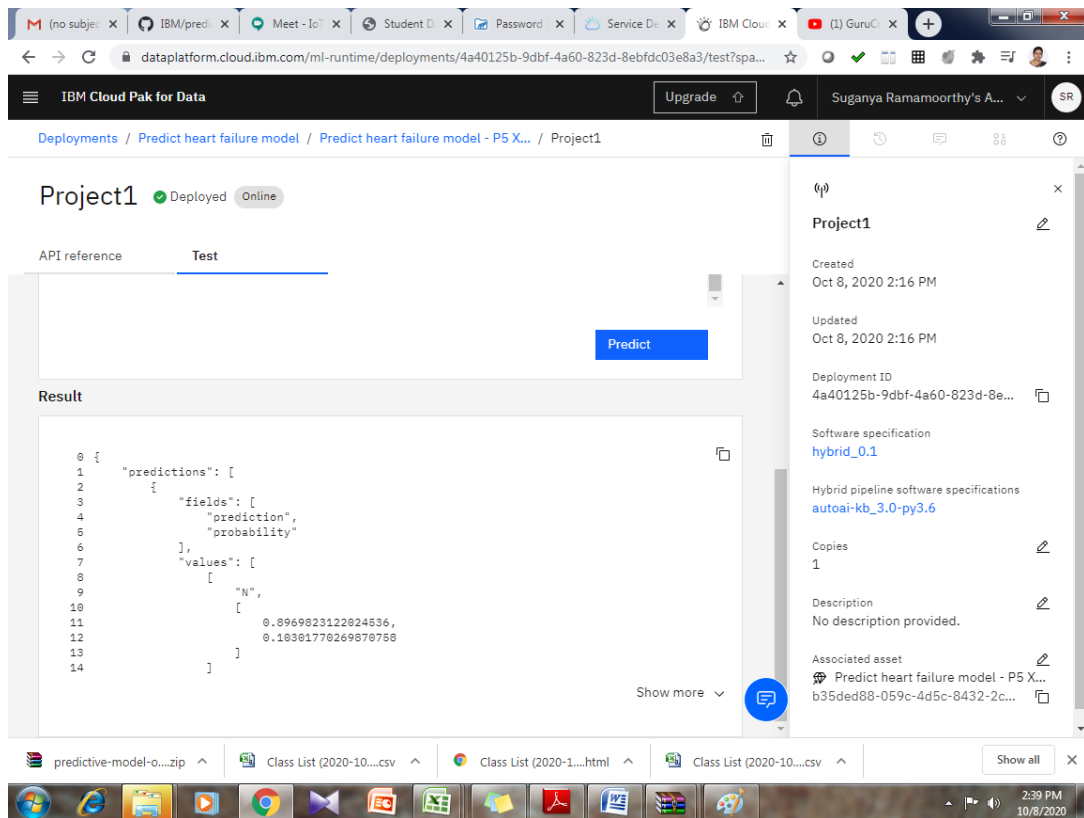 (no subjec
IBM/predi
Meet - IoT
Student D
Password
Service De
IBM Clouc
(1) GuruC
dataplatform.cloud.ibm.com/ml-runtime/deployments/4a40125b-9dbf-4a60-823d-8ebfdc03e8a3/test?spa...
IBM Cloud Pak for Data
Upgrade
Suganya Ramamoorthy's A...
SR
Deployments / Predict heart failure model / Predict heart failure model - P5 X... / Project1
Project1
Deployed
Online
API reference
Test
Predict
Result
0 {
1 "predictions": [
2 {
3 "fields": [
4 "prediction",
5 "probability"
6 ],
7 "values": [
8 [
9 "N",
10 [
11 0.8969823122024536,
12 0.10301770269870758
13 ]
14 ]
Show more
Project1
Created
Oct 8, 2020 2:16 PM
Updated
Oct 8, 2020 2:16 PM
Deployment ID
4a40125b-9dbf-4a60-823d-8e...
Software specification
hybrid_0.1
Hybrid pipeline software specifications
autoai-kb_3.0-py3.6
Copies
1
Description
No description provided.
Associated asset
Predict heart failure model - P5 X...
b35ded88-059c-4d5c-8432-2c...
predictive-model-o....zip
Class List (2020-10....csv
Class List (2020-1....html
Class List (2020-10....csv
Show all
2:39 PM
10/8/2020